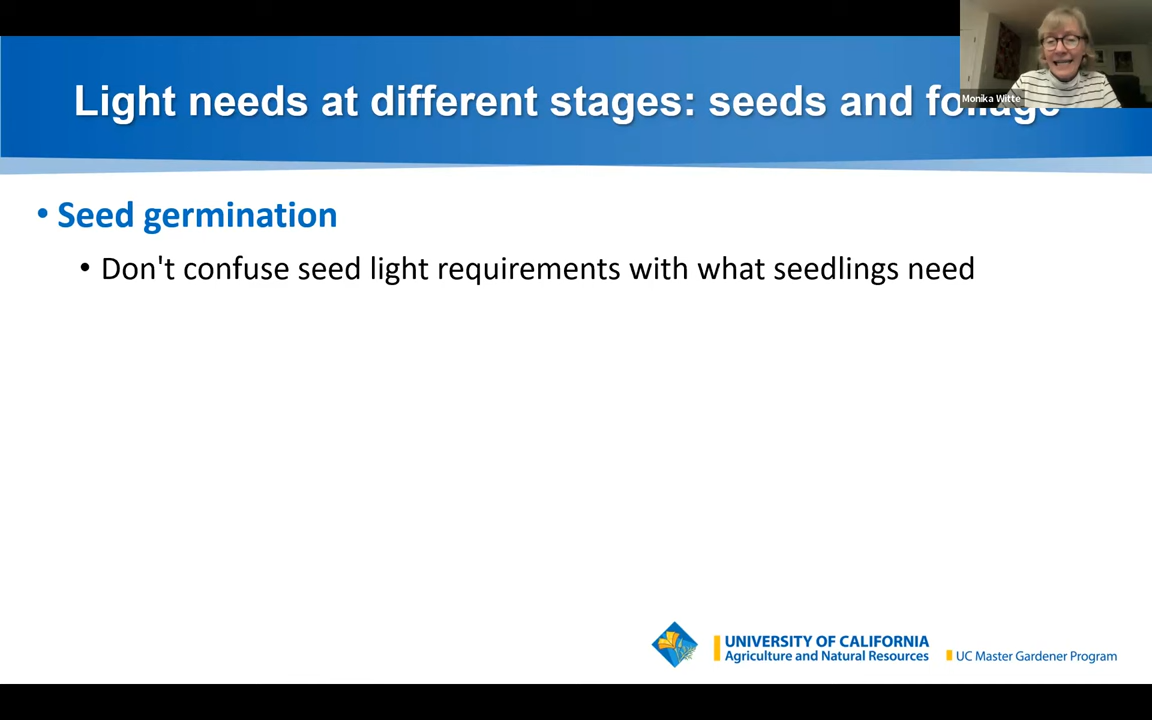 Light needs at different stages: seeds and foliage
Monika Witte
• Seed germination
• Don't confuse seed light requirements with what seedlings need
UNIVERSITY OF CALIFORNIA
Agriculture and Natural Resources
UC Master Gardener Program